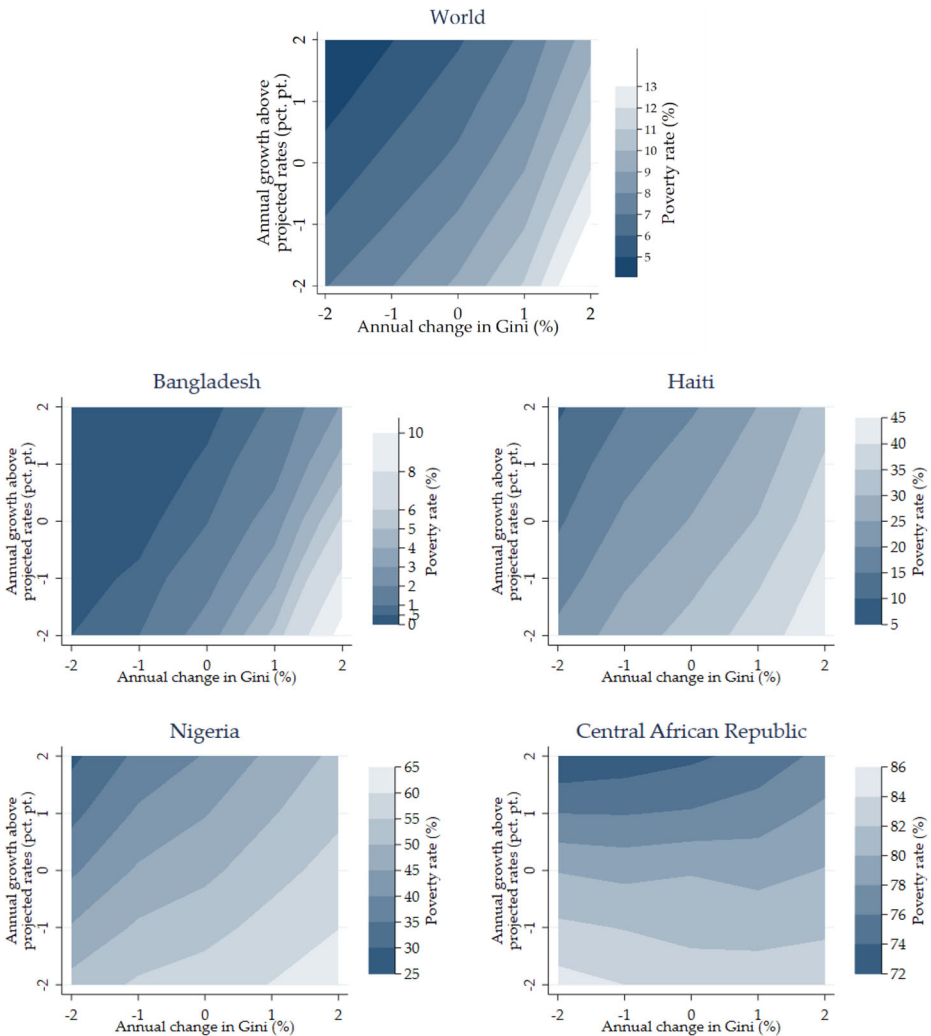 World
Annual growth above
projected rates (pct. pt.)
2
1
0
-1
-2
-2 -1 0 1 2
Annual change in Gini (%)
13
12
11
10
9
8
7
6
5
Poverty rate (%)
Bangladesh
Annual growth above
projected rates (pct. pt.)
2
1
0
-1
-2
-2 -1 0 1 2
Annual change in Gini (%)
10
8
6
5
4
3
2
1
.5
0
Poverty rate (%)
Haiti
Annual growth above
projected rates (pct. pt.)
2
1
0
-1
-2
-2 -1 0 1 2
Annual change in Gini (%)
45
40
35
30
25
20
15
10
5
Poverty rate (%)
Nigeria
Annual growth above
projected rates (pct. pt.)
2
1
0
-1
-2
-2 -1 0 1 2
Annual change in Gini (%)
65
60
55
50
45
40
35
30
25
Poverty rate (%)
Central African Republic
Annual growth above
projected rates (pct. pt.)
2
1
0
-1
-2
-2 -1 0 1 2
Annual change in Gini (%)
86
84
82
80
78
76
74
72
Poverty rate (%)